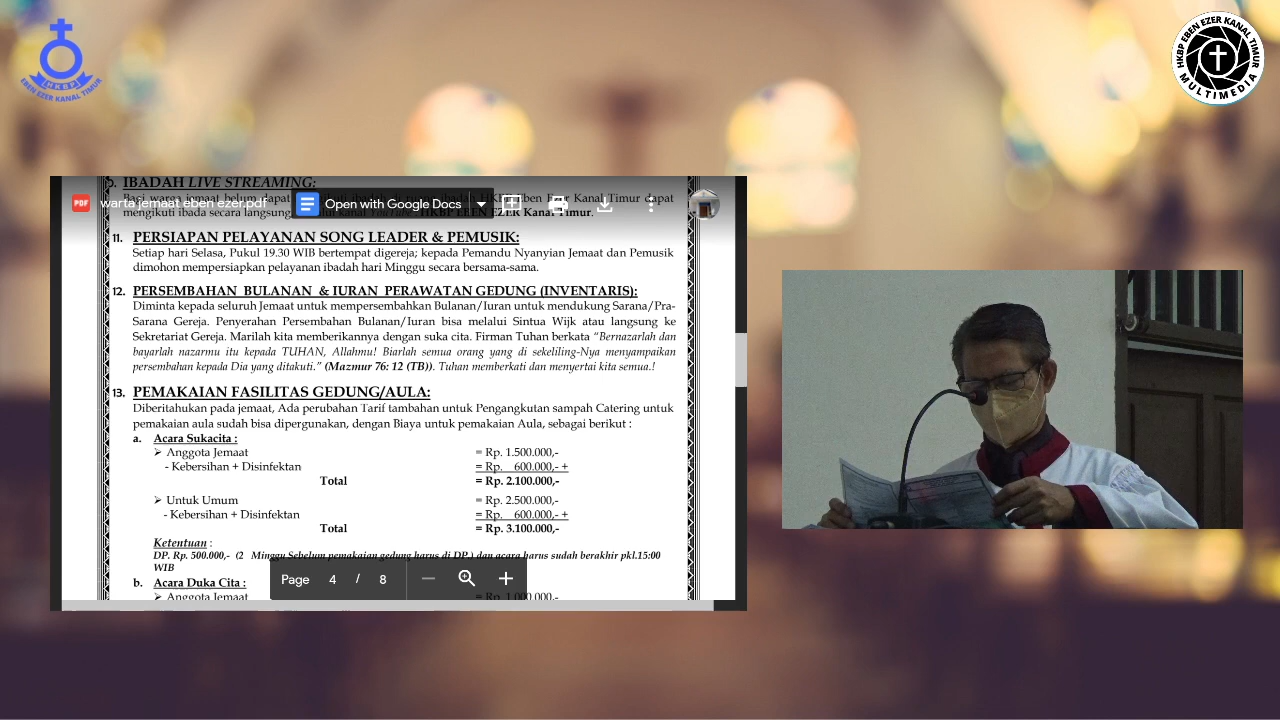 HKBP
EBEN EZER KANAL TIMUR
HKBP EBEN EZER KANAL TIMUR
MULTIMEDIA
IBADAH LIVE STREAMING:
PDF warta jemaat eben ezer.pdf Open with Google Docs
mengikuti ibada secara langsung kanal YouTube HKBP EBEN EZER Kanal Timur.
11. PERSIAPAN PELAYANAN SONG LEADER & PEMUSIK:
Setiap hari Selasa, Pukul 19.30 WIB bertempat digereja; kepada Pemandu Nyanyian Jemaat dan Pemusik
dimohon mempersiapkan pelayanan ibadah hari Minggu secara bersama-sama.
12. PERSEMBAHAN BULANAN & IURAN PERAWATAN GEDUNG (INVENTARIS):
Diminta kepada seluruh Jemaat untuk mempersembahkan Bulanan/Iuran untuk mendukung Sarana/Pra-
Sarana Gereja. Penyerahan Persembahan Bulanan/Iuran bisa melalui Sintua Wijk atau langsung ke
Sekretariat Gereja. Marilah kita memberikannya dengan suka cita. Firman Tuhan berkata “Bernazarlah dan
bayarlah nazarmu itu kepada TUHAN, Allahmu! Biarlah semua orang yang di sekeliling-Nya menyampaikan
persembahan kepada Dia yang ditakuti.” (Mazmur 76: 12 (TB)). Tuhan memberkati dan menyertai kita semua.!
13. PEMAKAIAN FASILITAS GEDUNG/AULA:
Diberitahukan pada jemaat, Ada perubahan Tarif tambahan untuk Pengangkutan sampah Catering untuk
pemakaian aula sudah bisa dipergunakan, dengan Biaya untuk pemakaian Aula, sebagai berikut :
a. Acara Sukacita :
➢ Anggota Jemaat = Rp. 1.500.000,-
- Kebersihan + Disinfektan = Rp. 600.000,- +
Total = Rp. 2.100.000,-
➢ Untuk Umum = Rp. 2.500.000,-
- Kebersihan + Disinfektan = Rp. 600.000,- +
Total = Rp. 3.100.000,-
Ketentuan :
DP. Rp. 500.000,- (2 Minggu Sebelum pemakaian gedung harus di DP.) dan acara harus sudah berakhir pkl.15:00
WIB
b. Acara Duka Cita :
➢ Anggota Jemaat = Rp. 1.000.000,-
Page 4 / 8